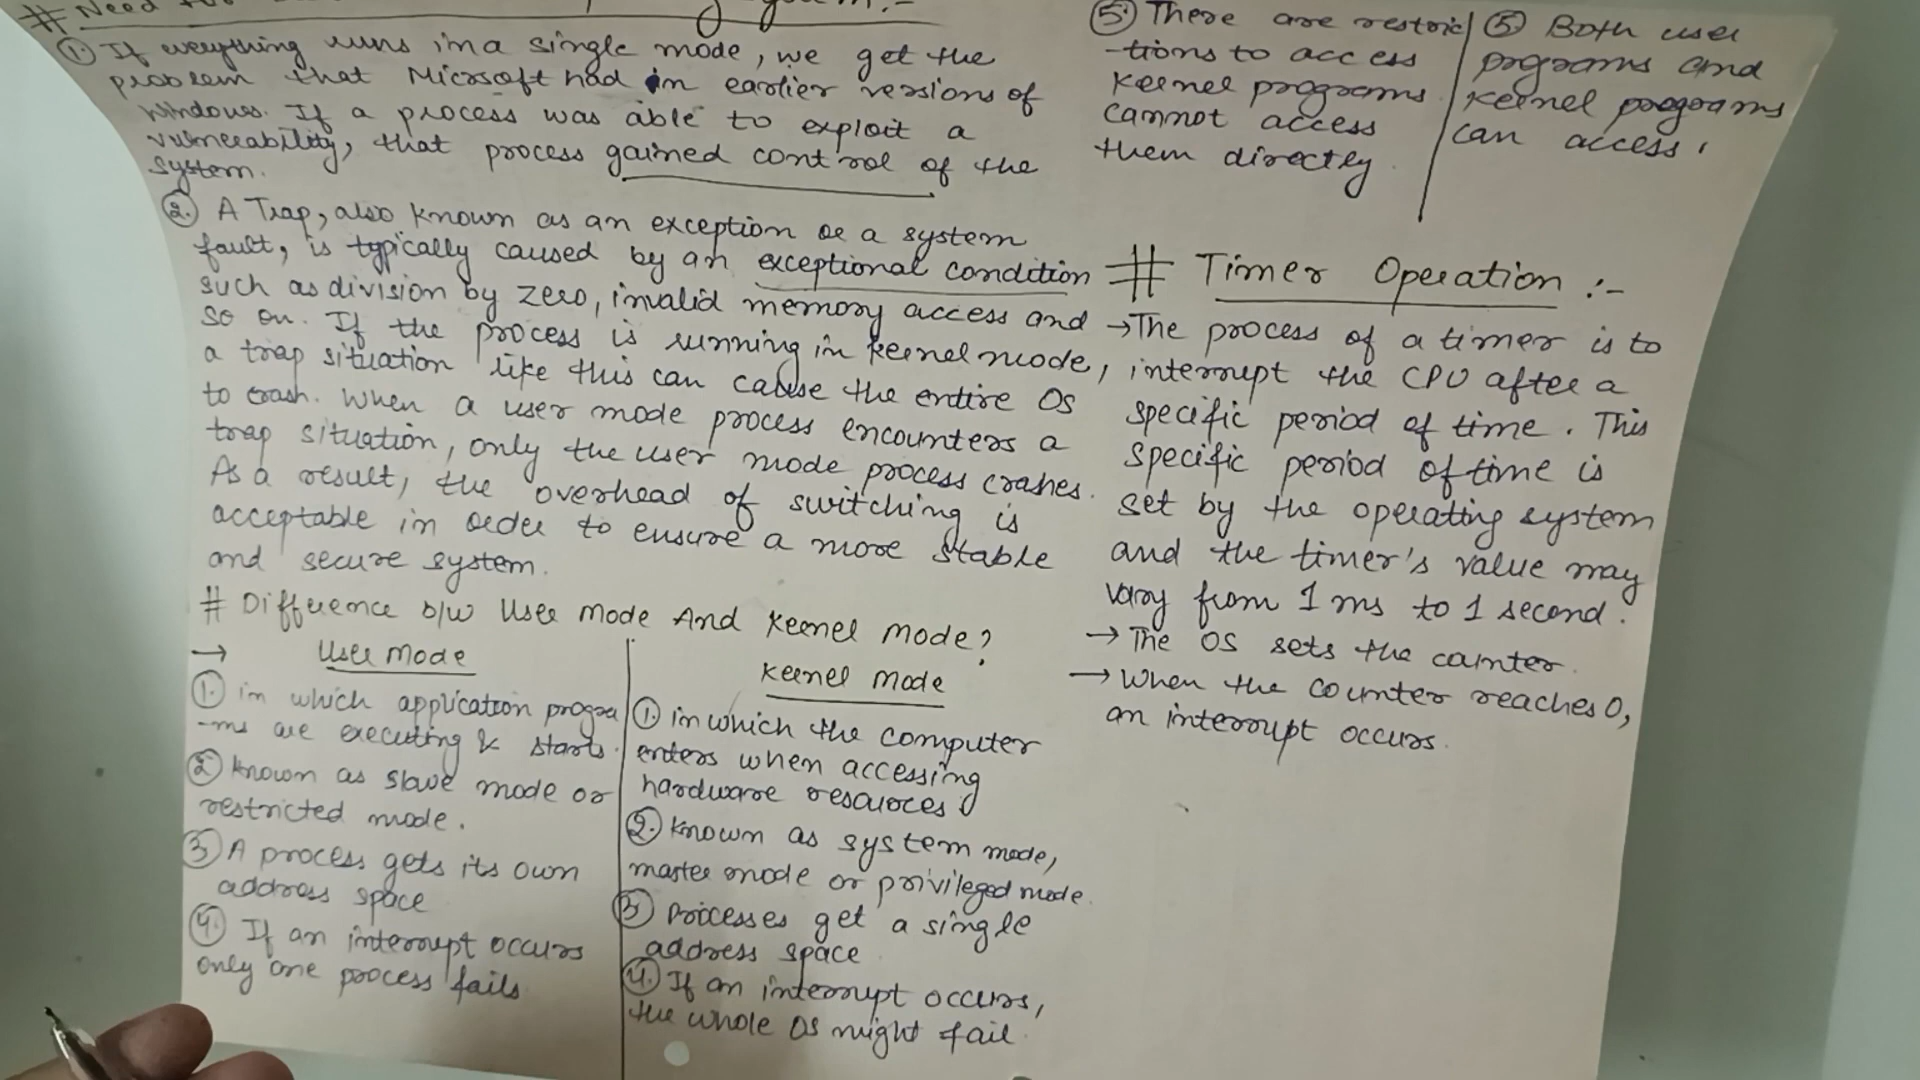 # Need
① If everything runs in a single mode, we get the
problem that Microsoft had in earlier versions of
windows. If a process was able to exploit a
vulnerability, that process gained control of the
system.
②. A Trap, also known as an exception or a system
fault, is typically caused by an exceptional condition
such as division by zero, invalid memory access and
so on. If the process is running in kernel mode,
a trap situation like this can cause the entire OS
to crash. When a user mode process encounters a
trap situation, only the user mode process crashes.
As a result, the overhead of switching is
acceptable in order to ensure a more stable
and secure system.
# Difference b/w User mode And Kernel mode?
→ User mode
① in which application progra
-ms are executing & starts.
② known as slave mode or
restricted mode.
③ A process gets its own
address space
④. If an interrupt occurs
only one process fails
Kernel mode
①. in which the computer
enters when accessing
hardware resources
②. known as system mode,
master mode or privileged mode.
③ Processes get a single
address space
④. If an interrupt occurs,
the whole OS might fail.
⑤. There are restric
-tions to access
kernel programs.
cannot access
them directly.
⑤ Both user
prgrams and
kernel programs
can access.
# Timer Operation :-
→ The process of a timer is to
interrupt the CPU after a
specific period of time. This
specific period of time is
set by the operating system
and the timer's value may
vary from 1 ms to 1 second.
→ The OS sets the counter.
→ When the counter reaches 0,
an interrupt occurs.